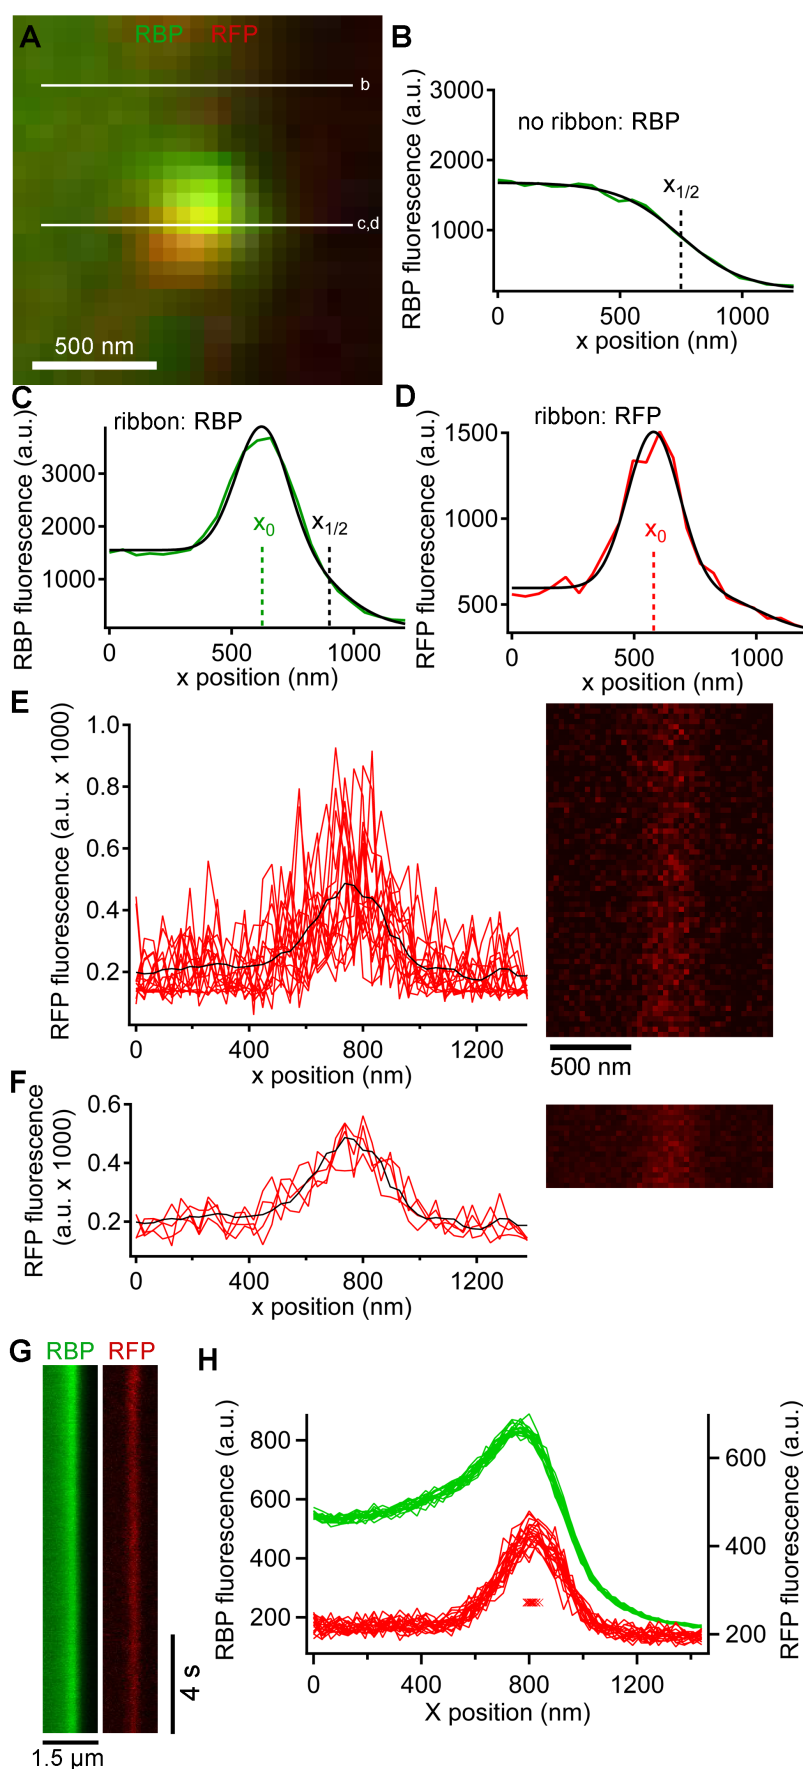 A
RBP
RFP
b
c,d
500 nm
B
RBP fluorescence (a.u.)
3000
2000
1000
no ribbon: RBP
x1/2
0
500
1000
x position (nm)
C
RBP fluorescence (a.u.)
ribbon: RBP
3000
2000
1000
x0
x1/2
0
500
1000
x position (nm)
D
RFP fluorescence (a.u.)
ribbon: RFP
1500
1000
500
x0
0
500
1000
x position (nm)
E
RFP fluorescence (a.u. x 1000)
1.0
0.8
0.6
0.4
0.2
0
400
800
1200
x position (nm)
500 nm
F
RFP fluorescence
(a.u. x 1000)
0.6
0.4
0.2
0
400
800
1200
x position (nm)
G
RBP
RFP
4 s
1.5 µm
H
RBP fluorescence (a.u.)
800
600
400
200
600
400
200
RFP fluorescence (a.u.)
0
400
800
1200
X position (nm)